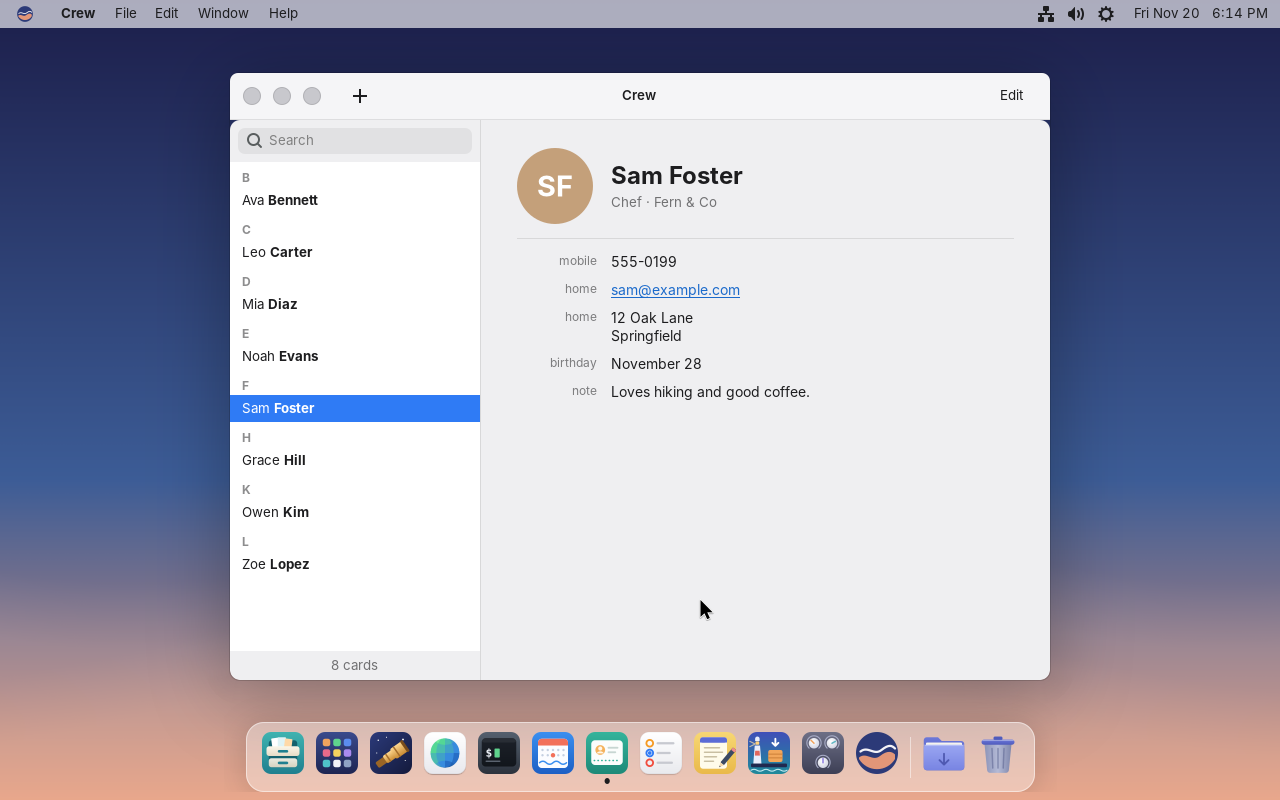 Crew File Edit Window Help Fri Nov 20 6:14 PM
Crew Edit
Search
B
Ava Bennett
C
Leo Carter
D
Mia Diaz
E
Noah Evans
F
Sam Foster
H
Grace Hill
K
Owen Kim
L
Zoe Lopez
8 cards
SF
Sam Foster
Chef · Fern & Co
mobile 555-0199
home sam@example.com
home 12 Oak Lane
Springfield
birthday November 28
note Loves hiking and good coffee.
$